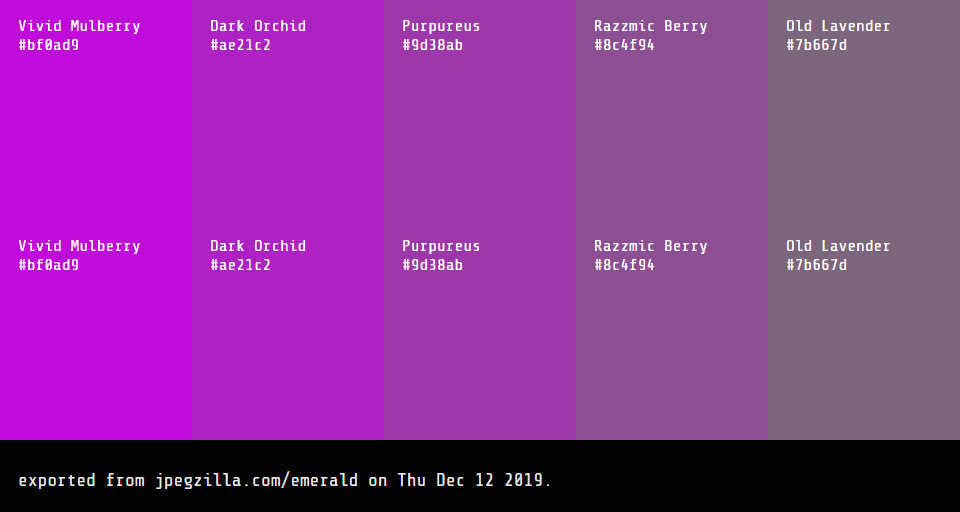 Vivid Mulberry
#bf0ad9
Dark Orchid
#ae21c2
Purpureus
#9d38ab
Razzmic Berry
#8c4f94
Old Lavender
#7b667d
Vivid Mulberry
#bf0ad9
Dark Orchid
#ae21c2
Purpureus
#9d38ab
Razzmic Berry
#8c4f94
Old Lavender
#7b667d
exported from jpegzilla.com/emerald on Thu Dec 12 2019.